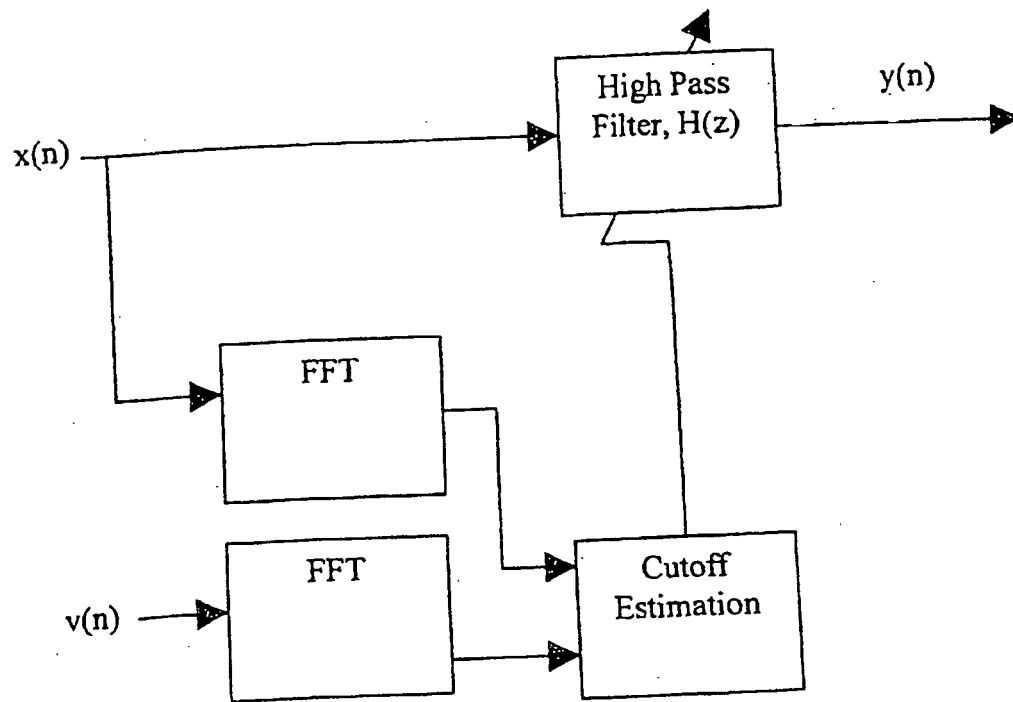 High Pass
Filter, H(z)
y(n)
x(n)
FFT
FFT
v(n)
Cutoff
Estimation